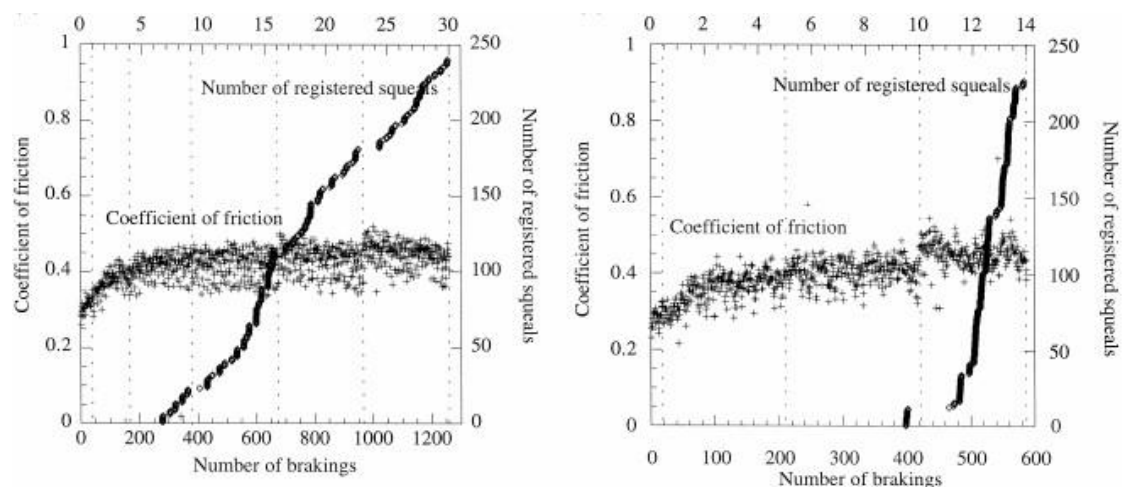 0 5 10 15 20 25 30
1
0.8
0.6
0.4
0.2
0
250
200
150
100
50
0
Coefficient of friction
Number of registered squeals
Number of registered squeals
Coefficient of friction
0 200 400 600 800 1000 1200
Number of brakings
0 2 4 6 8 10 12 14
1
0.8
0.6
0.4
0.2
0
250
200
150
100
50
0
Coefficient of friction
Number of registered squeals
Number of registered squeals
Coefficient of friction
0 100 200 300 400 500 600
Number of brakings